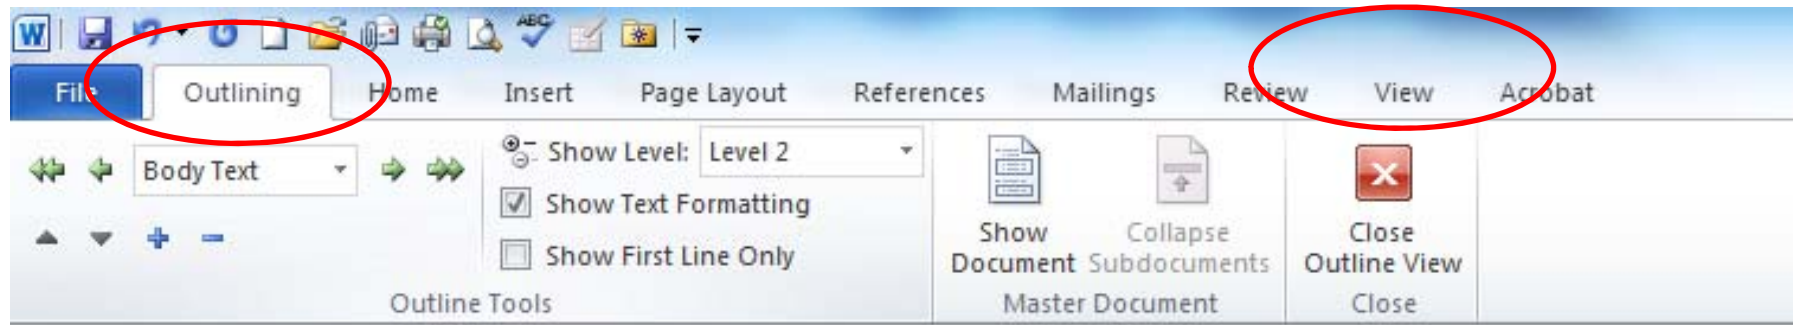 W ABC
File Outlining Home Insert Page Layout References Mailings Review View Acrobat
Body Text
Show Level: Level 2
Show Text Formatting
Show First Line Only
Outline Tools
Show
Document
Collapse
Subdocuments
Master Document
Close
Outline View
Close